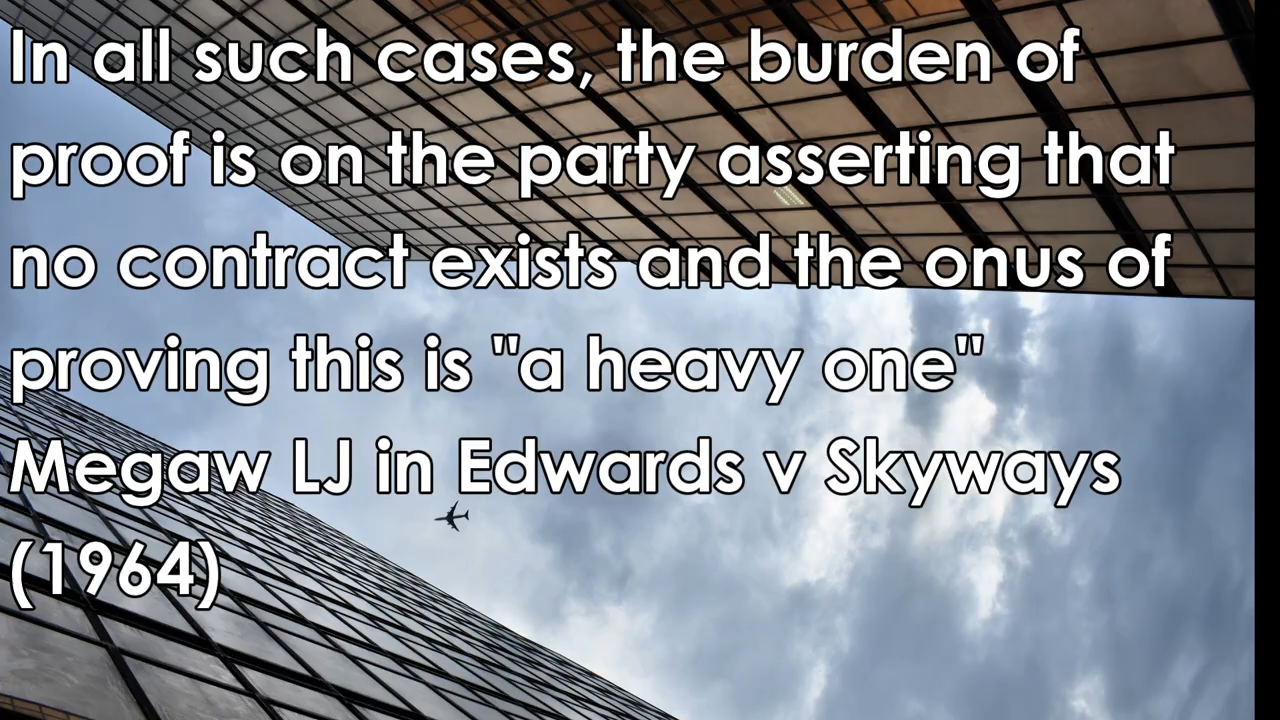 In all such cases, the burden of
proof is on the party asserting that
no contract exists and the onus of
proving this is "a heavy one"
Megaw LJ in Edwards v Skyways
(1964)